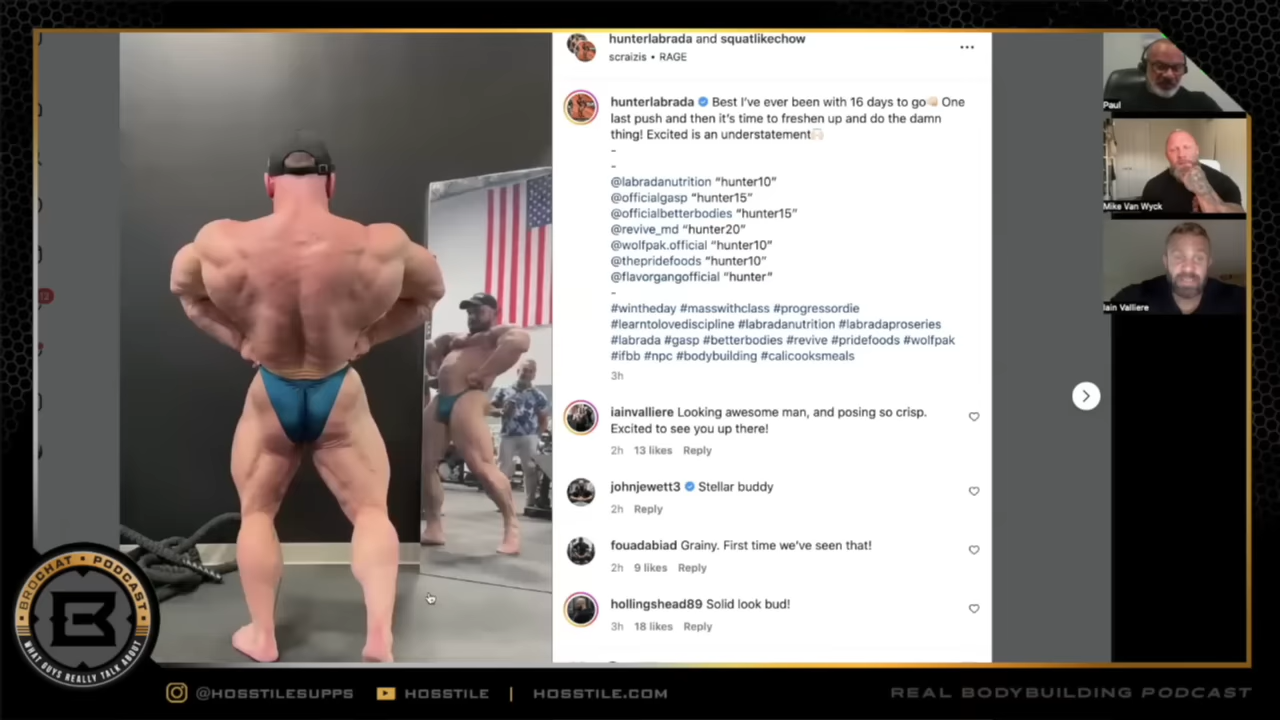 hunterlabrada and squatlikechow
scraizis • RAGE
hunterlabrada Best I've ever been with 16 days to go One
last push and then it's time to freshen up and do the damn
thing! Excited is an understatement
-
-
@labradanutrition “hunter10”
@officialgasp “hunter15”
@officialbetterbodies “hunter15”
@revive_md “hunter20”
@wolfpak.official “hunter10”
@thepridefoods “hunter10”
@flavorgangofficial “hunter”
-
#wintheday #masswithclass #progressordie
#learntolovediscipline #labradanutrition #labradaproseries
#labrada #gasp #betterbodies #revive #pridefoods #wolfpak
#ifbb #npc #bodybuilding #calicooksmeals
3h
iainvalliere Looking awesome man, and posing so crisp.
Excited to see you up there!
2h 13 likes Reply
johnjewett3 Stellar buddy
2h Reply
fouadabiad Grainy. First time we've seen that!
2h 9 likes Reply
hollingshead89 Solid look bud!
3h 18 likes Reply
Paul
Mike Van Wyck
Iain Valliere
BROCHAT • PODCAST
WHAT GUYS REALLY TALK ABOUT
@HOSSTILESUPPS
HOSSTILE | HOSSTILE.COM
REAL BODYBUILDING PODCAST